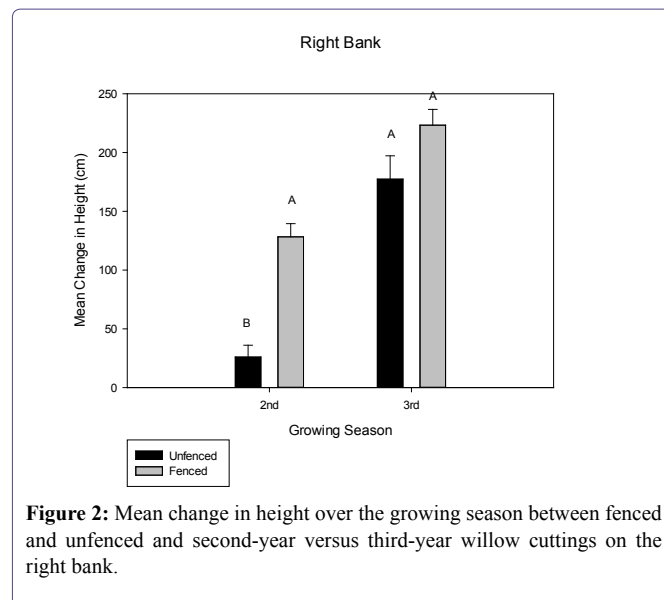 Right Bank
Mean Change in Height (cm)
250
200
150
100
50
0
B
A
A
A
2nd
3rd
Growing Season
Unfenced
Fenced
Figure 2: Mean change in height over the growing season between fenced
and unfenced and second-year versus third-year willow cuttings on the
right bank.